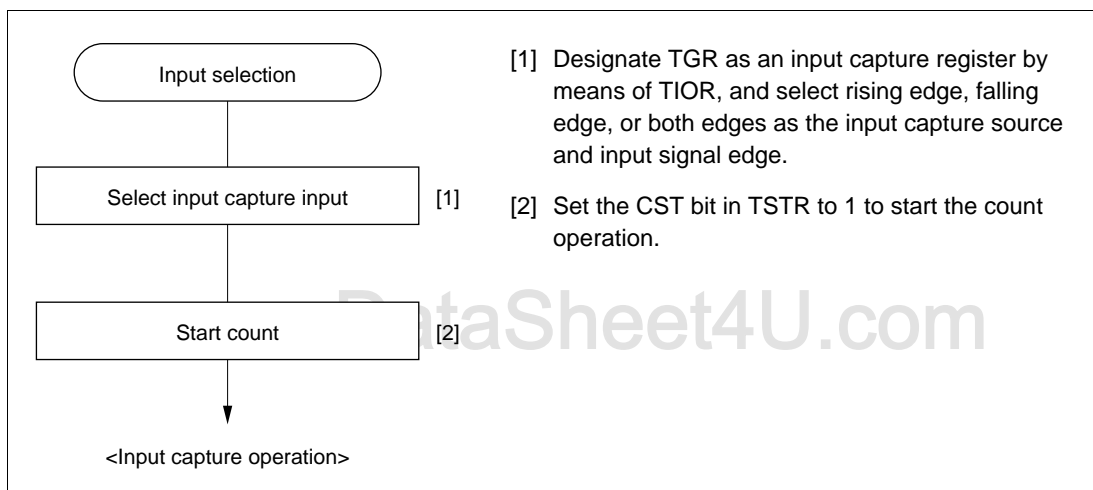 Input selection
Select input capture input
[1]
Start count
[2]
<Input capture operation>
[1] Designate TGR as an input capture register by
means of TIOR, and select rising edge, falling
edge, or both edges as the input capture source
and input signal edge.
[2] Set the CST bit in TSTR to 1 to start the count
operation.
DataSheet4U.com